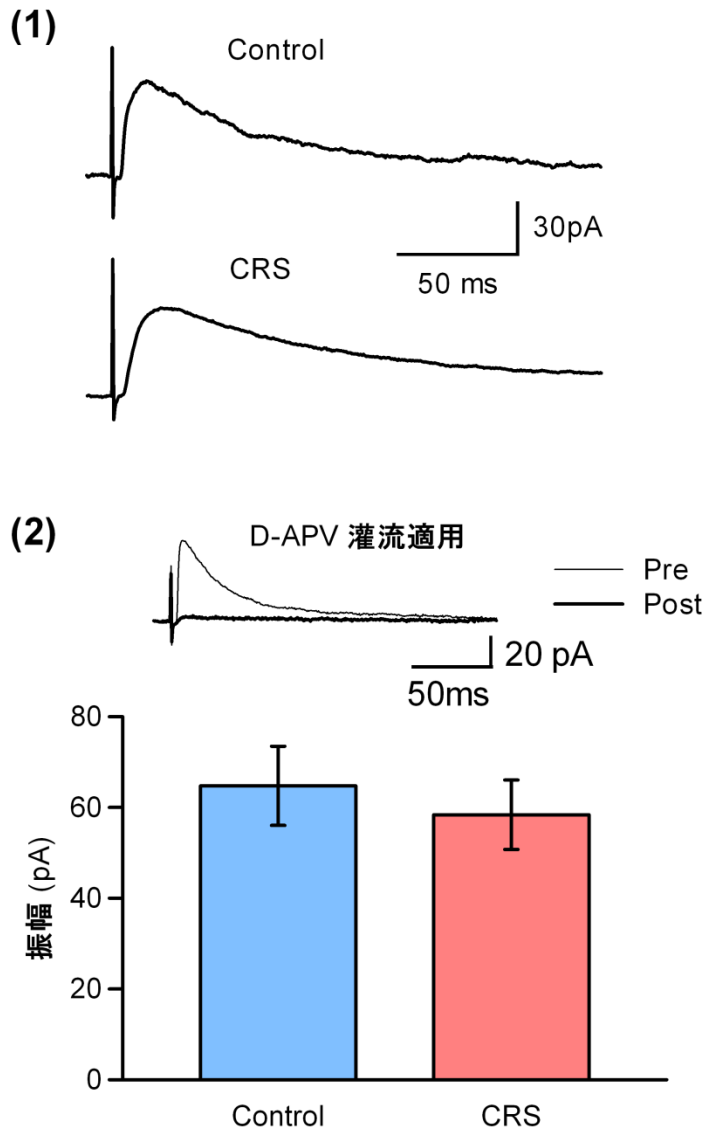 (1)
Control
30pA
50 ms
CRS
(2)
D-APV 灌流適用
Pre
Post
20 pA
50ms
振幅 (pA)
80
60
40
20
0
Control
CRS